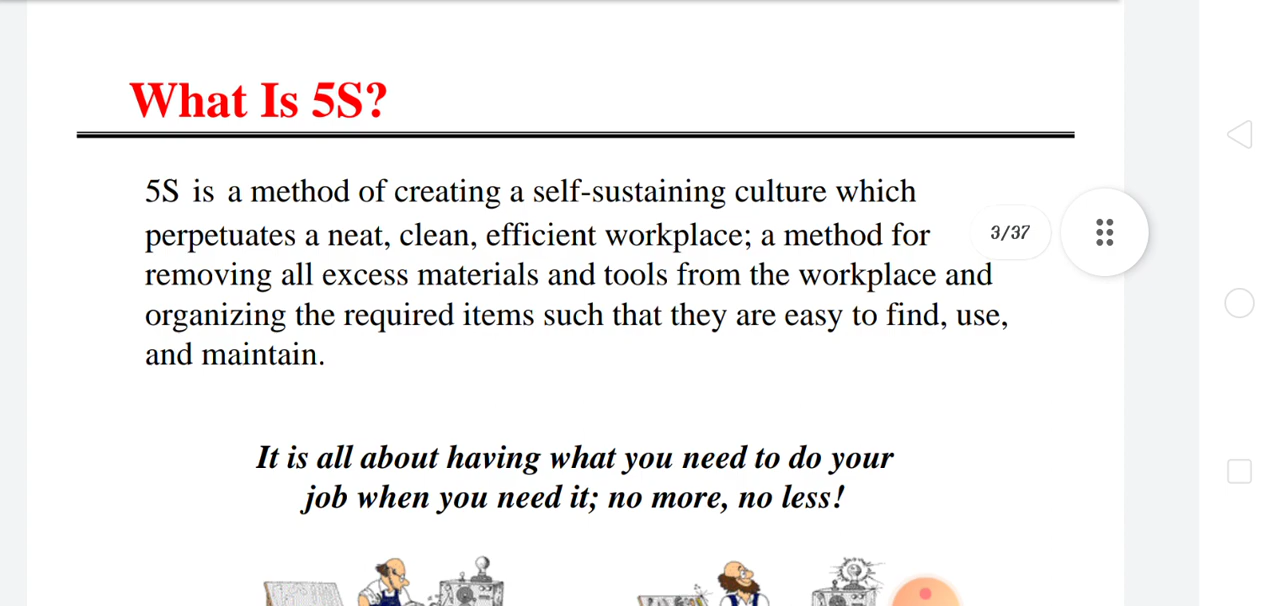 What Is 5S?
5S is a method of creating a self-sustaining culture which
perpetuates a neat, clean, efficient workplace; a method for
3/37
removing all excess materials and tools from the workplace and
organizing the required items such that they are easy to find, use,
and maintain.
It is all about having what you need to do your
job when you need it; no more, no less!